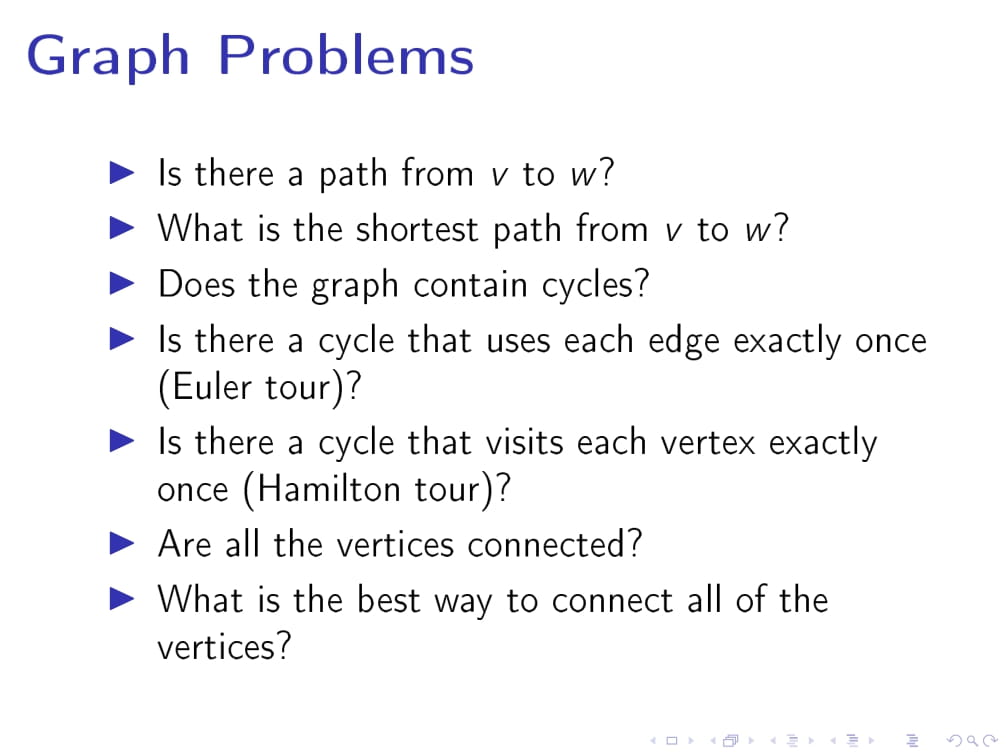 Graph Problems
▶ Is there a path from v to w?
▶ What is the shortest path from v to w?
▶ Does the graph contain cycles?
▶ Is there a cycle that uses each edge exactly once
(Euler tour)?
▶ Is there a cycle that visits each vertex exactly
once (Hamilton tour)?
▶ Are all the vertices connected?
▶ What is the best way to connect all of the
vertices?